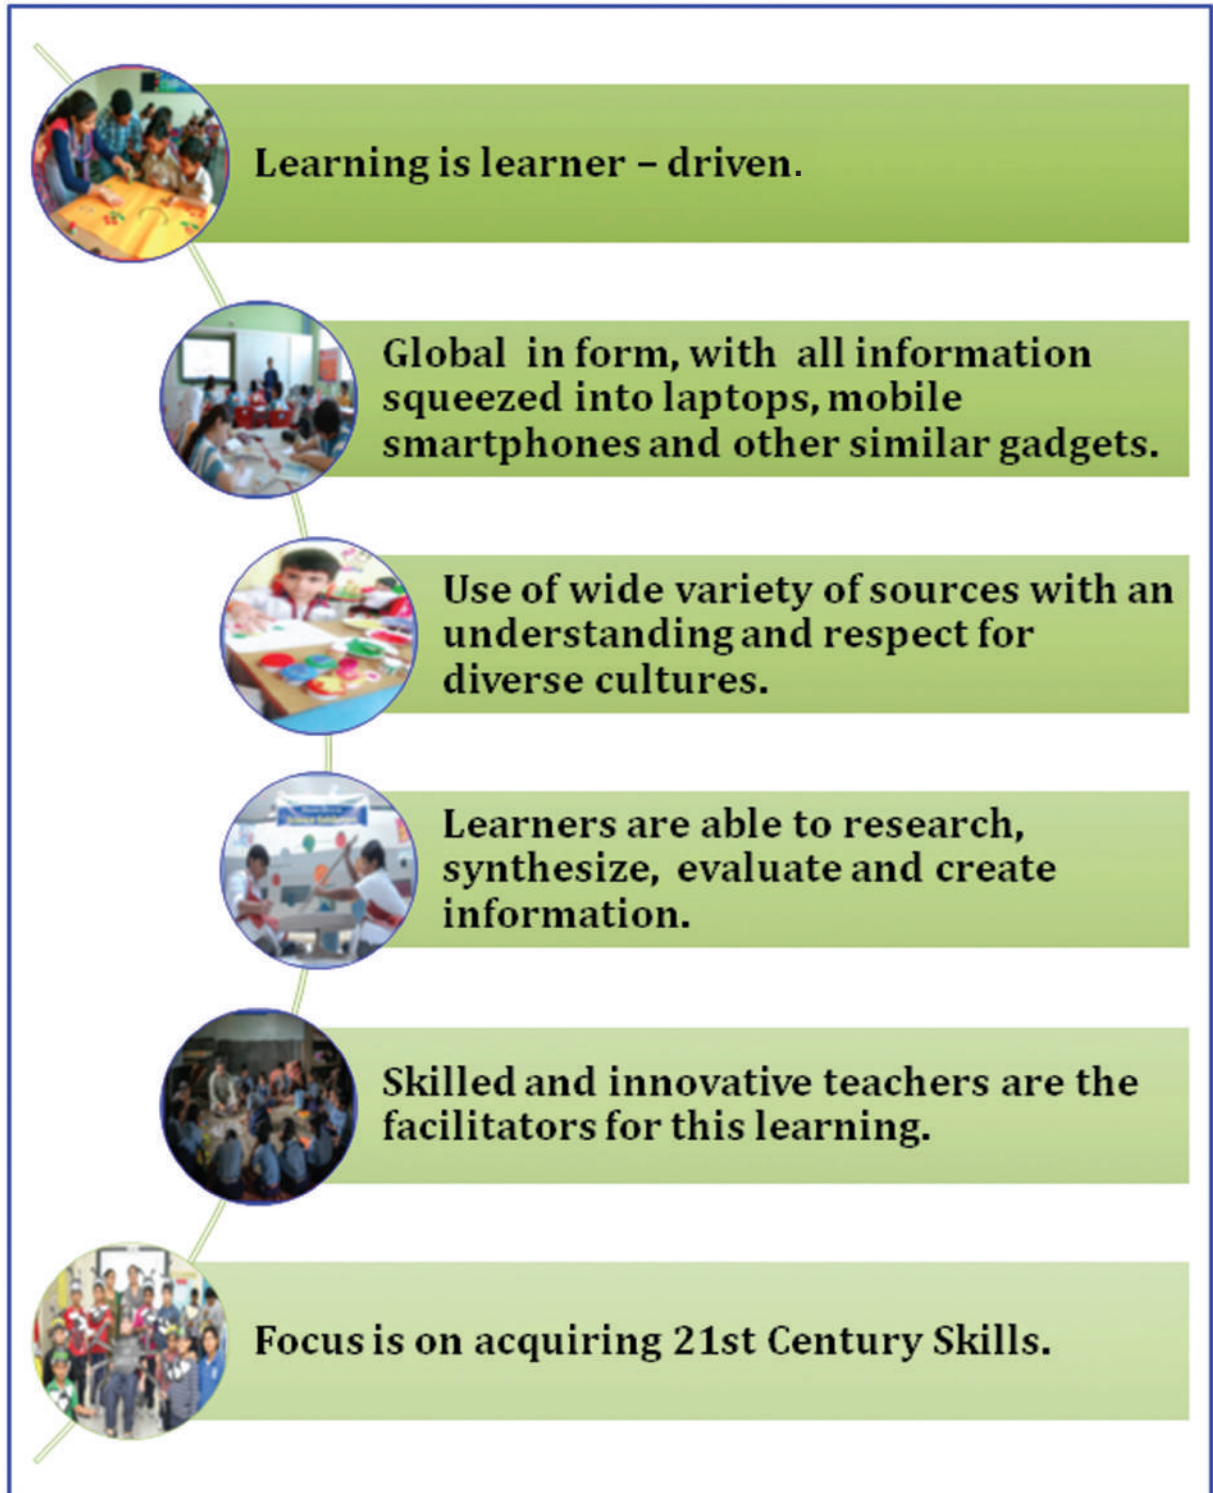 Learning is learner – driven.
Global in form, with all information
squeezed into laptops, mobile
smartphones and other similar gadgets.
Use of wide variety of sources with an
understanding and respect for
diverse cultures.
Learners are able to research,
synthesize, evaluate and create
information.
Skilled and innovative teachers are the
facilitators for this learning.
Focus is on acquiring 21st Century Skills.